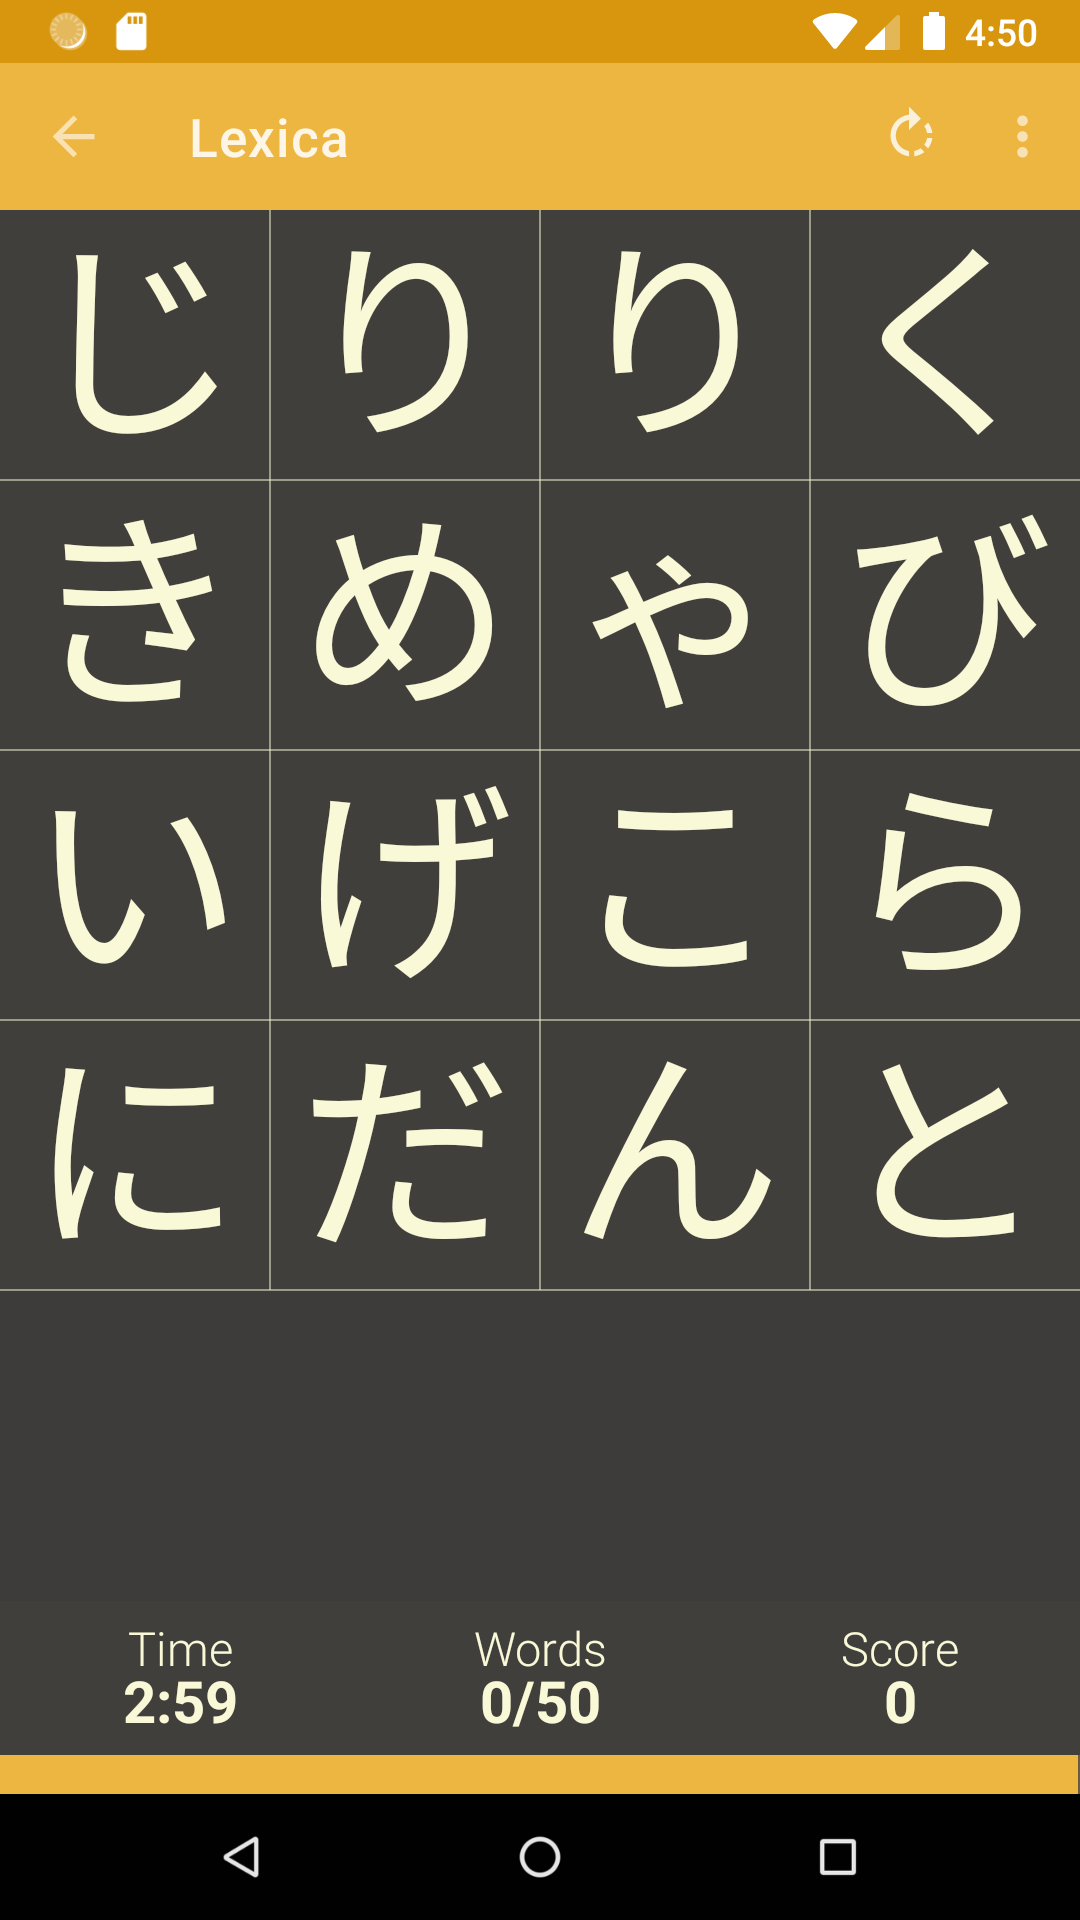 4:50
Lexica
じ り り く
き め ゃ び
い げ こ ら
に だ ん と
Time Words Score
2:59 0/50 0